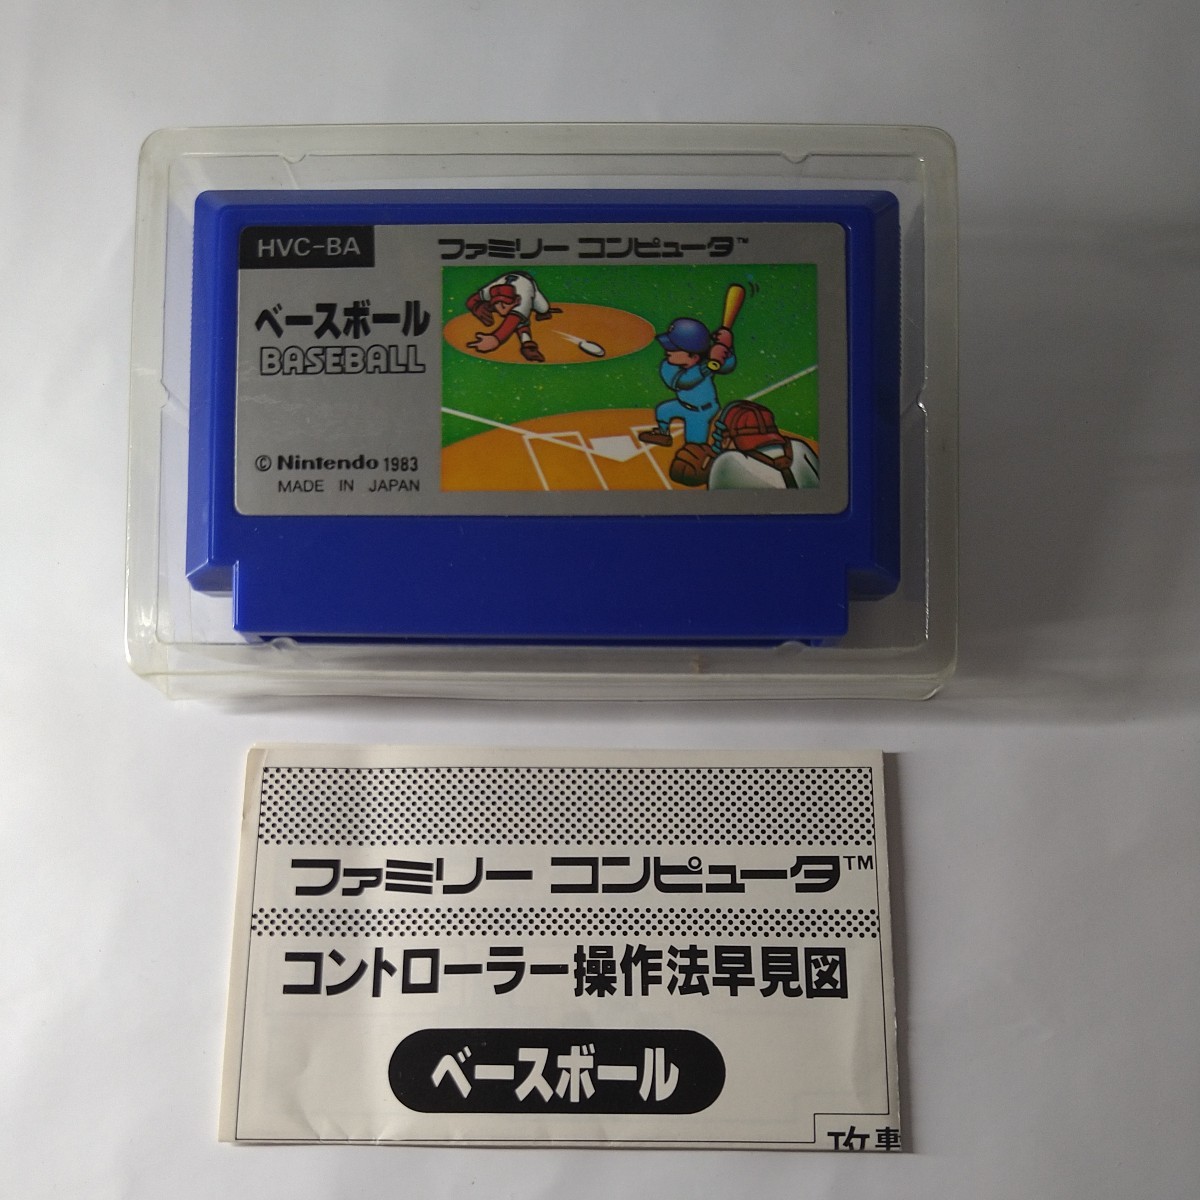 HVC-BA
ファミリー コンピュータ™
ベースボール
BASEBALL
© Nintendo 1983
MADE IN JAPAN
ファミリー コンピュータTM
コントローラー操作法早見図
ベースボール